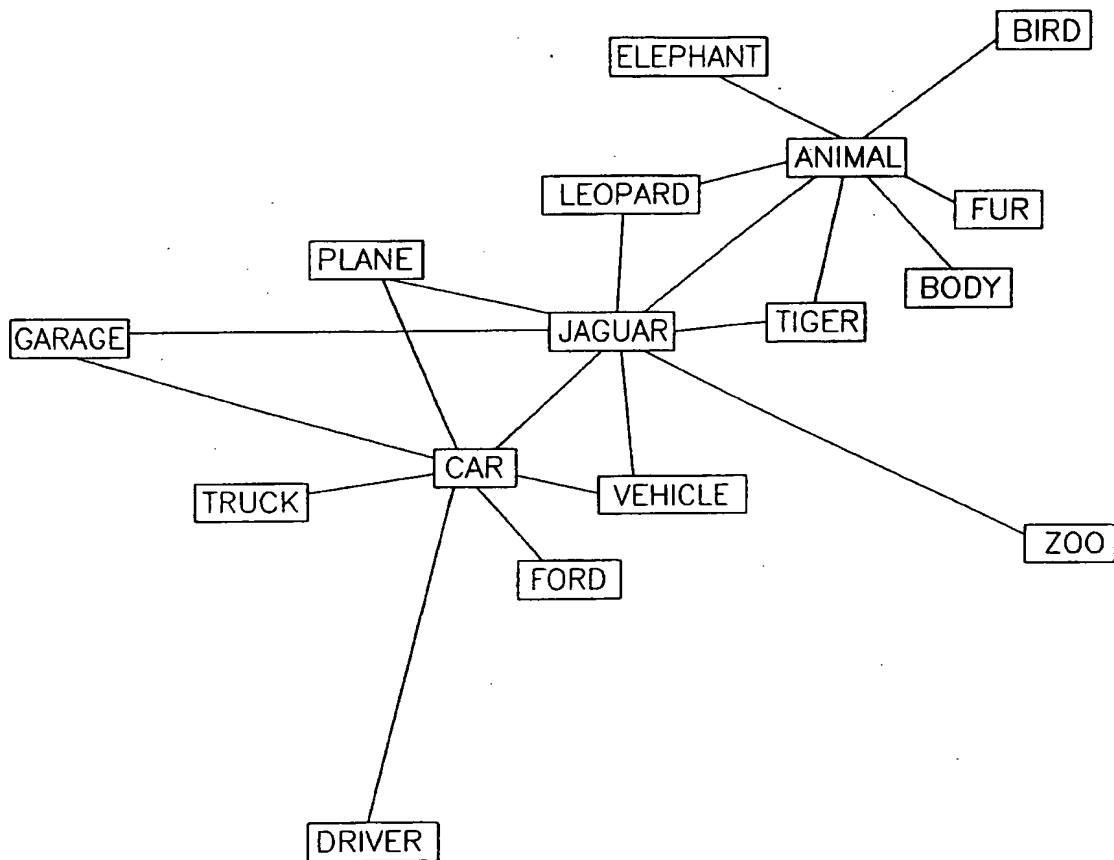 BIRD
ELEPHANT
ANIMAL
LEOPARD
FUR
PLANE
BODY
TIGER
GARAGE
JAGUAR
CAR
TRUCK
VEHICLE
ZOO
FORD
DRIVER